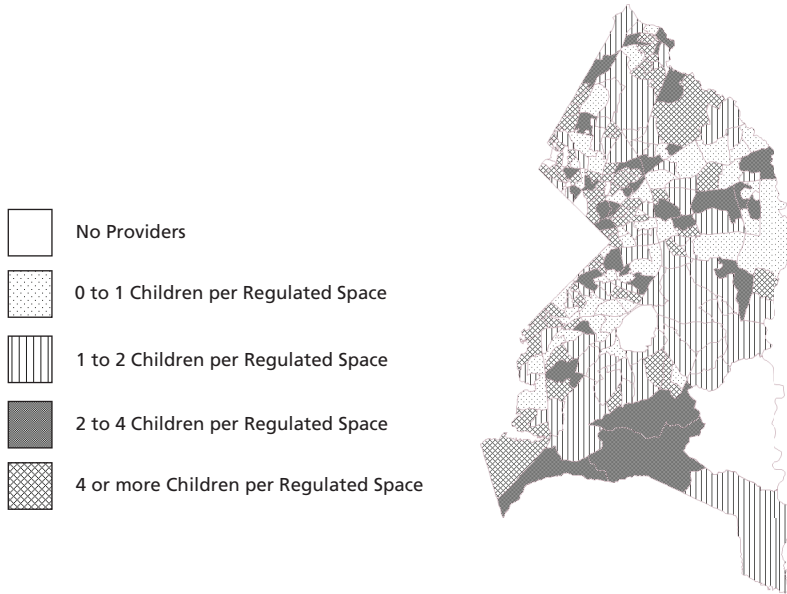 No Providers
0 to 1 Children per Regulated Space
1 to 2 Children per Regulated Space
2 to 4 Children per Regulated Space
4 or more Children per Regulated Space